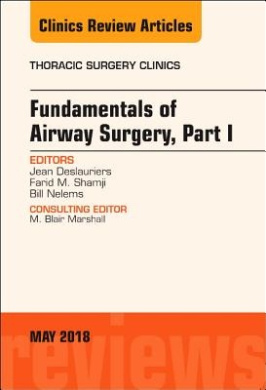 Clinics Review Articles
THORACIC SURGERY CLINICS
Fundamentals of
Airway Surgery, Part I
EDITORS
Jean Deslauriers
Farid M. Shamji
Bill Nelems
CONSULTING EDITOR
M. Blair Marshall
MAY 2018
reviews